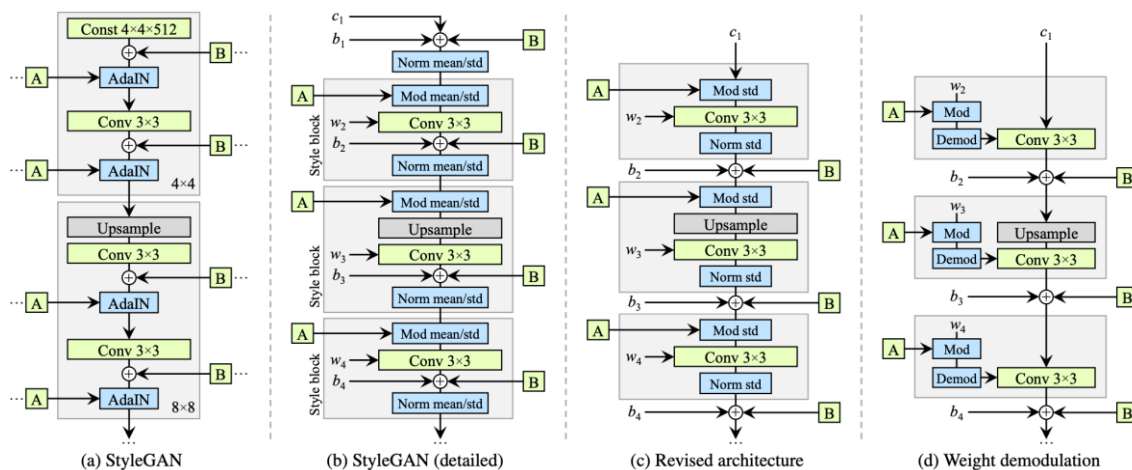 Const 4×4×512
B ...
... A
AdaIN
Conv 3×3
B ...
... A
AdaIN
4×4
Upsample
Conv 3×3
B ...
... A
AdaIN
Conv 3×3
B ...
... A
AdaIN
8×8
...
(a) StyleGAN
c₁
b₁
B
Norm mean/std
A
Mod mean/std
w₂
Conv 3×3
b₂
B
Norm mean/std
Style block
A
Mod mean/std
Upsample
w₃
Conv 3×3
b₃
B
Norm mean/std
Style block
A
Mod mean/std
w₄
Conv 3×3
b₄
B
Norm mean/std
Style block
...
(b) StyleGAN (detailed)
c₁
A
Mod std
w₂
Conv 3×3
Norm std
b₂
B
A
Mod std
Upsample
w₃
Conv 3×3
Norm std
b₃
B
A
Mod std
w₄
Conv 3×3
Norm std
b₄
B
...
(c) Revised architecture
c₁
w₂
A
Mod
Demod
Conv 3×3
b₂
B
w₃
A
Mod
Upsample
Demod
Conv 3×3
b₃
B
w₄
A
Mod
Demod
Conv 3×3
b₄
B
...
(d) Weight demodulation